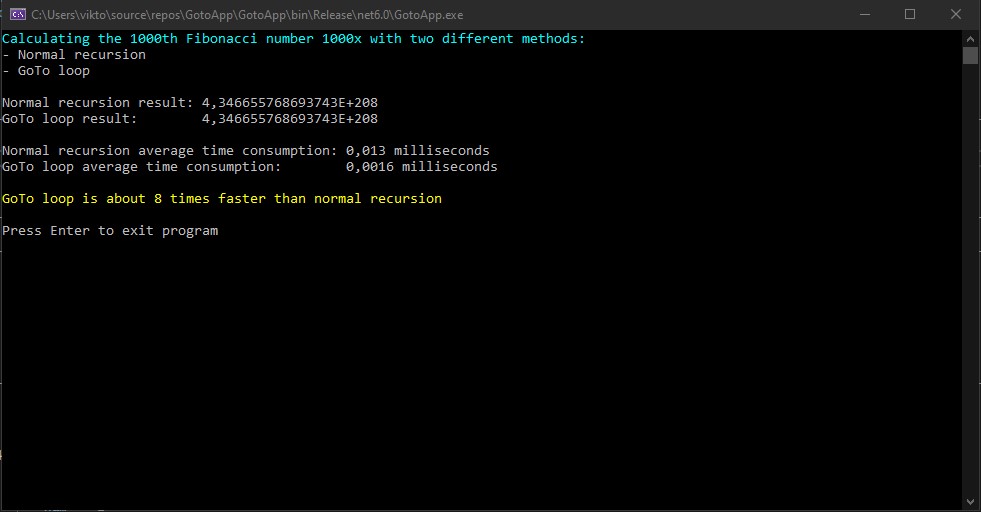 C:\Users\vikto\source\repos\GotoApp\GotoApp\bin\Release\net6.0\GotoApp.exe
Calculating the 1000th Fibonacci number 1000x with two different methods:
- Normal recursion
- GoTo loop
Normal recursion result: 4,346655768693743E+208
GoTo loop result:        4,346655768693743E+208
Normal recursion average time consumption: 0,013 milliseconds
GoTo loop average time consumption:        0,0016 milliseconds
GoTo loop is about 8 times faster than normal recursion
Press Enter to exit program